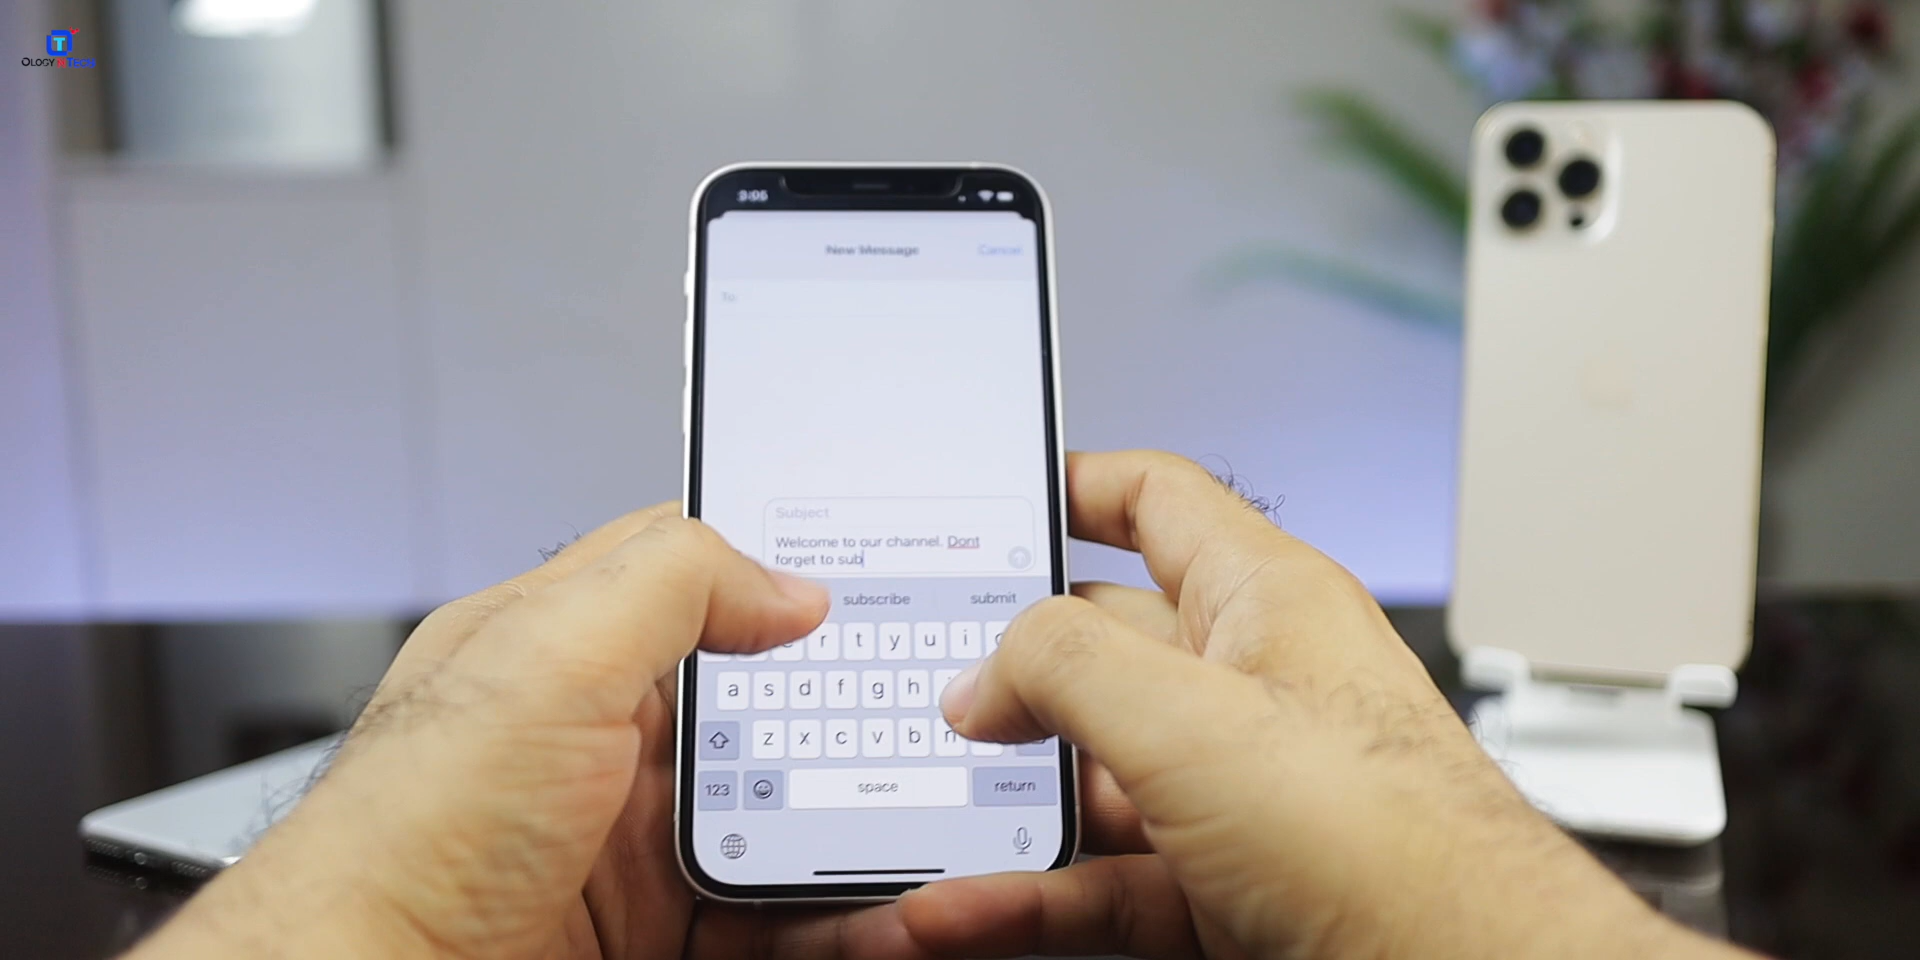 OLOGY N TECH
3:05
New Message Cancel
To:
Subject
Welcome to our channel. Dont
forget to sub
subscribe submit
r t y u i
a s d f g h
z x c v b n
123 space return